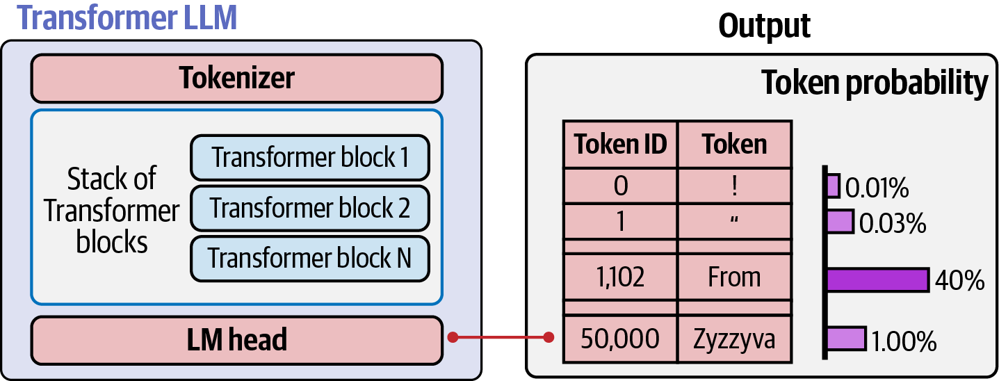 Transformer LLM
Tokenizer
Stack of
Transformer
blocks
Transformer block 1
Transformer block 2
Transformer block N
LM head
Output
Token probability
Token ID Token
0 ! 0.01%
1 “ 0.03%
1,102 From 40%
50,000 Zyzzyva 1.00%